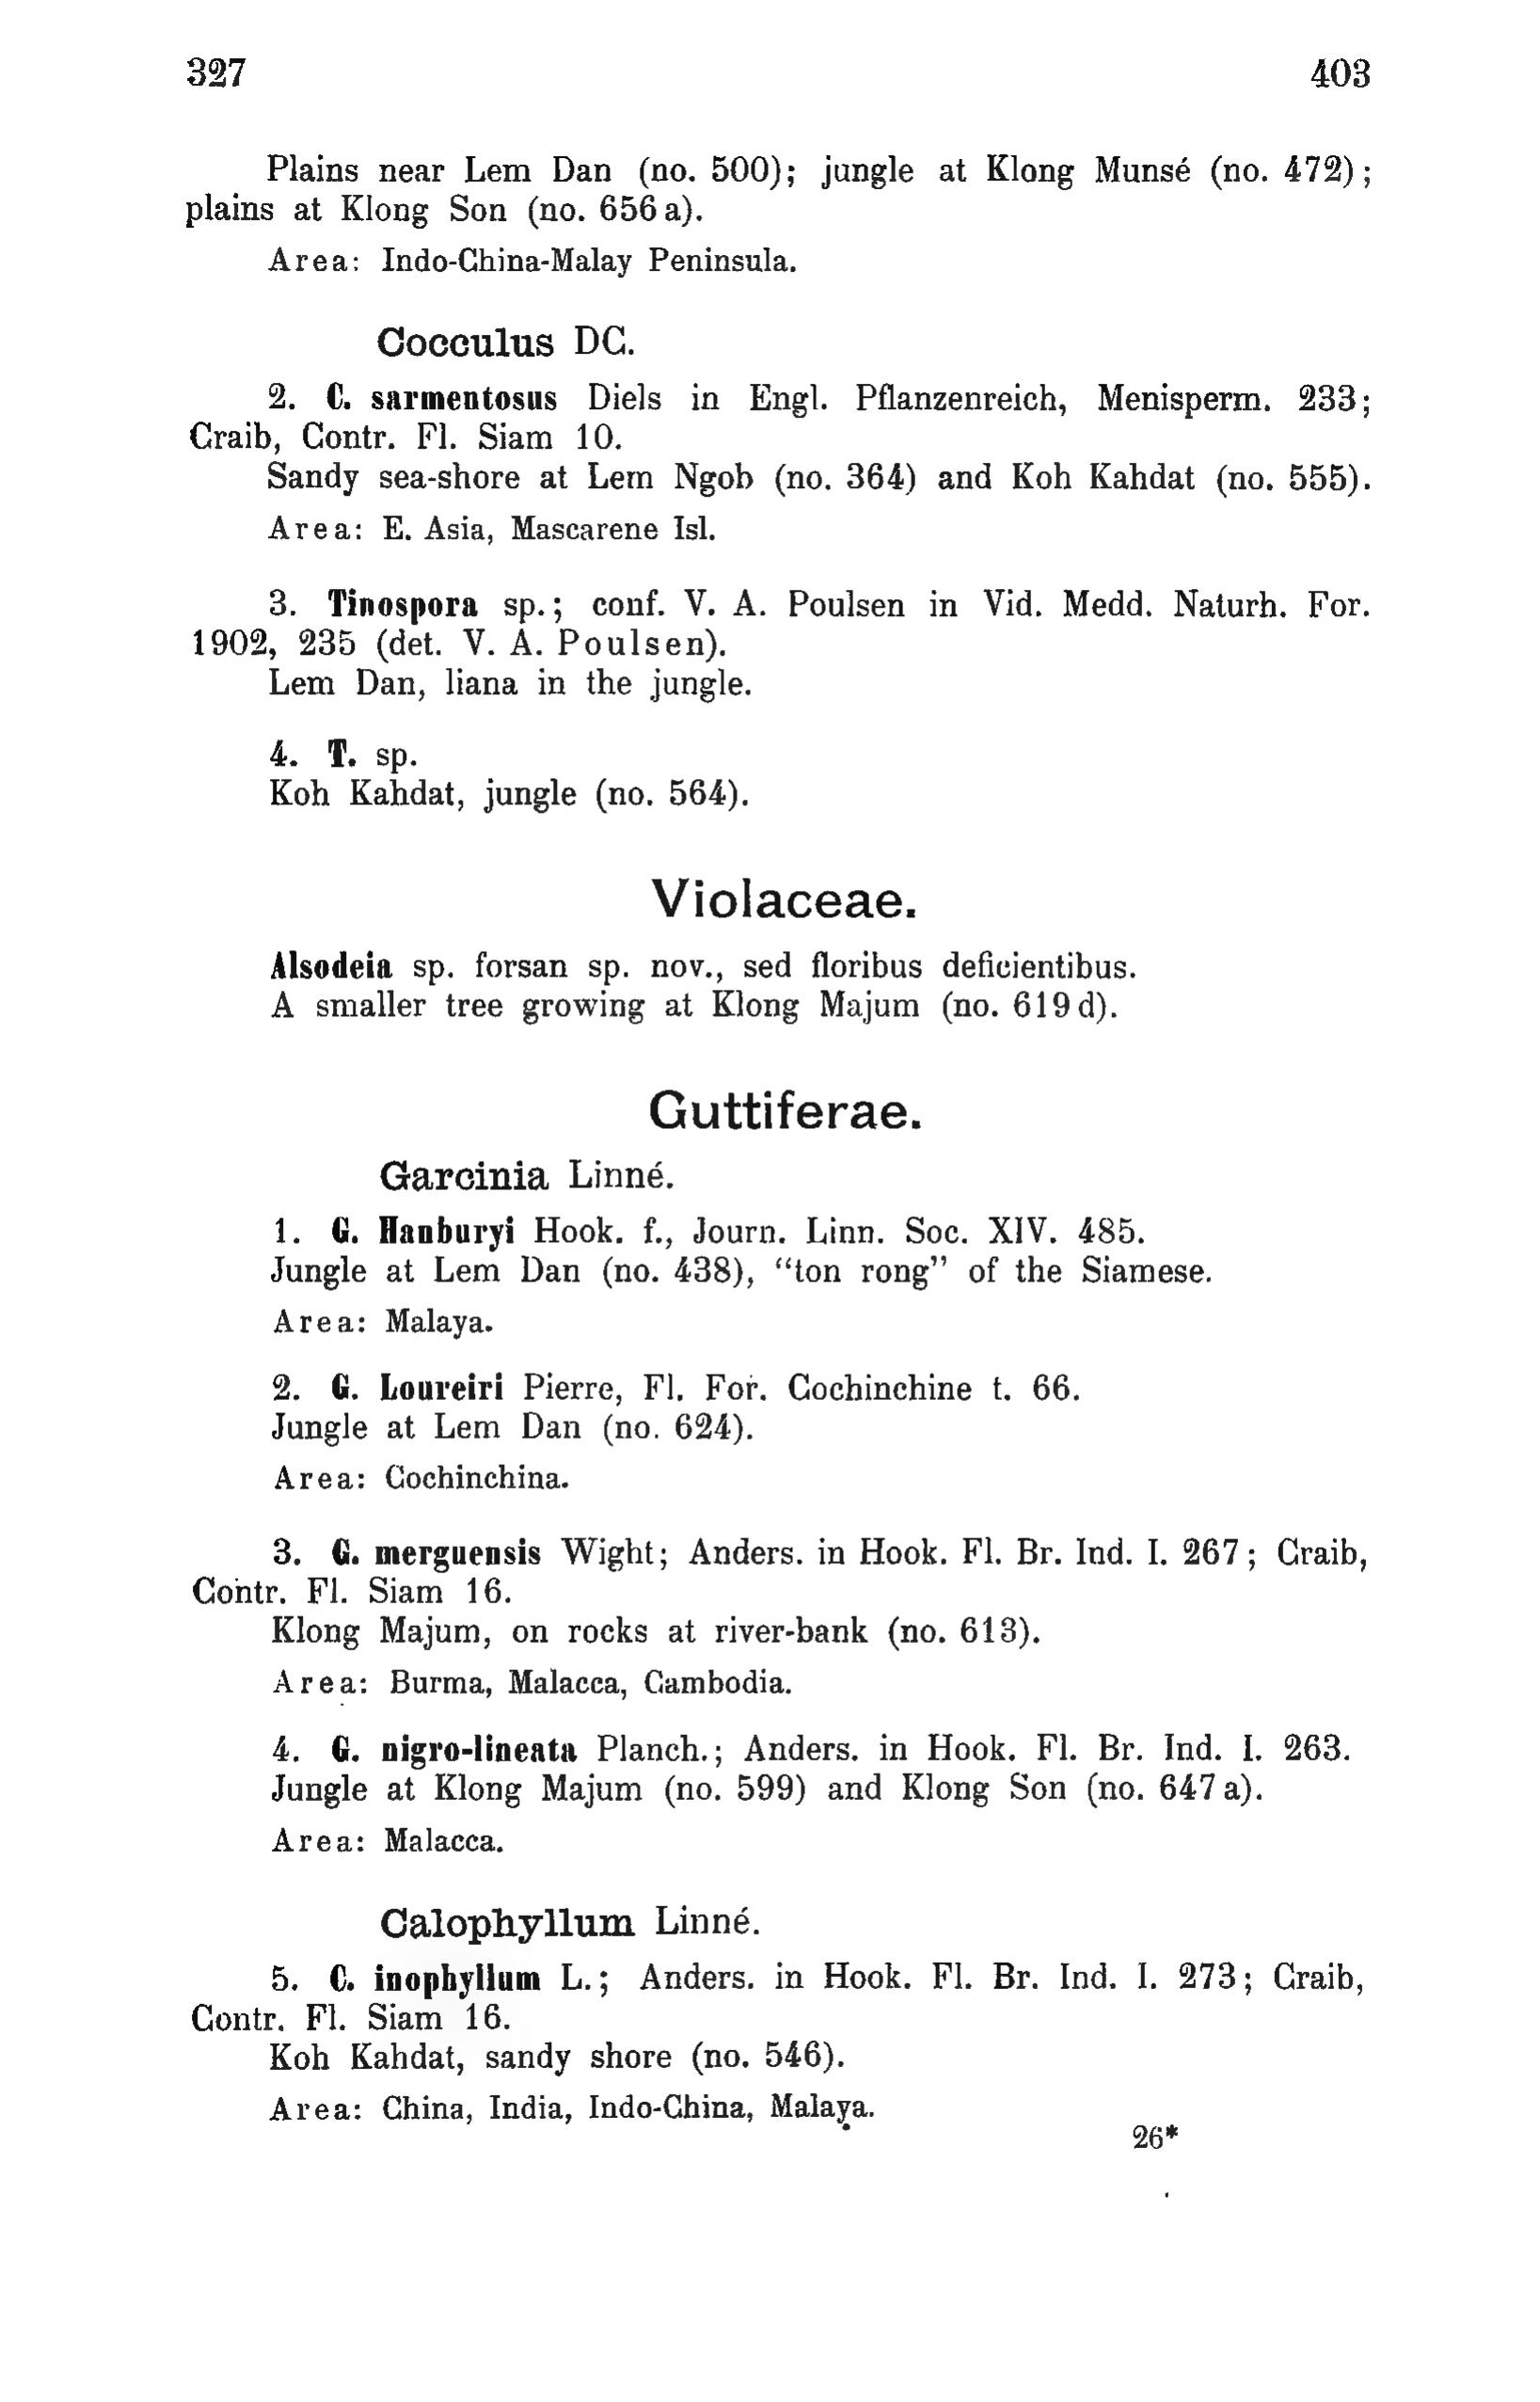 327 403
Plains near Lem Dan (no. 500); jungle at Klong Munsé (no. 472);
plains at Klong Son (no. 656 a).
Area: Indo-China-Malay Peninsula.
Cocculus DC.
2. C. sarmentosus Diels in Engl. Pflanzenreich, Menisperm. 233;
Craib, Contr. Fl. Siam 10.
Sandy sea-shore at Lem Ngob (no. 364) and Koh Kahdat (no. 555).
Area: E. Asia, Mascarene Isl.
3. Tinospora sp.; conf. V. A. Poulsen in Vid. Medd. Naturh. For.
1902, 235 (det. V. A. Poulsen).
Lem Dan, liana in the jungle.
4. T. sp.
Koh Kahdat, jungle (no. 564).
Violaceae.
Alsodeia sp. forsan sp. nov., sed floribus deficientibus.
A smaller tree growing at Klong Majum (no. 619 d).
Guttiferae.
Garcinia Linné.
1. G. Hanburyi Hook. f., Journ. Linn. Soc. XIV. 485.
Jungle at Lem Dan (no. 438), “ton rong” of the Siamese.
Area: Malaya.
2. G. Loureiri Pierre, Fl. For. Cochinchine t. 66.
Jungle at Lem Dan (no. 624).
Area: Cochinchina.
3. G. merguensis Wight; Anders. in Hook. Fl. Br. Ind. I. 267; Craib,
Contr. Fl. Siam 16.
Klong Majum, on rocks at river-bank (no. 613).
Area: Burma, Malacca, Cambodia.
4. G. nigro-lineata Planch.; Anders. in Hook. Fl. Br. Ind. I. 263.
Jungle at Klong Majum (no. 599) and Klong Son (no. 647 a).
Area: Malacca.
Calophyllum Linné.
5. C. inophyllum L.; Anders. in Hook. Fl. Br. Ind. I. 273; Craib,
Contr. Fl. Siam 16.
Koh Kahdat, sandy shore (no. 546).
Area: China, India, Indo-China, Malaya.
26*